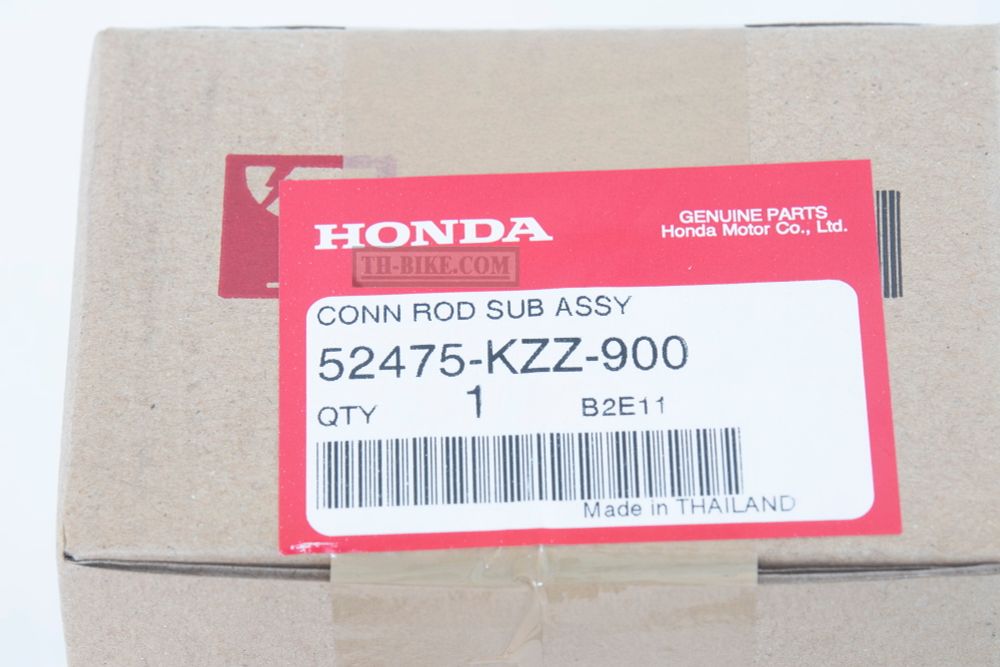 HONDA
GENUINE PARTS
Honda Motor Co., Ltd.
TH-BIKE.COM
CONN ROD SUB ASSY
52475-KZZ-900
QTY 1 B2E11
Made in THAILAND